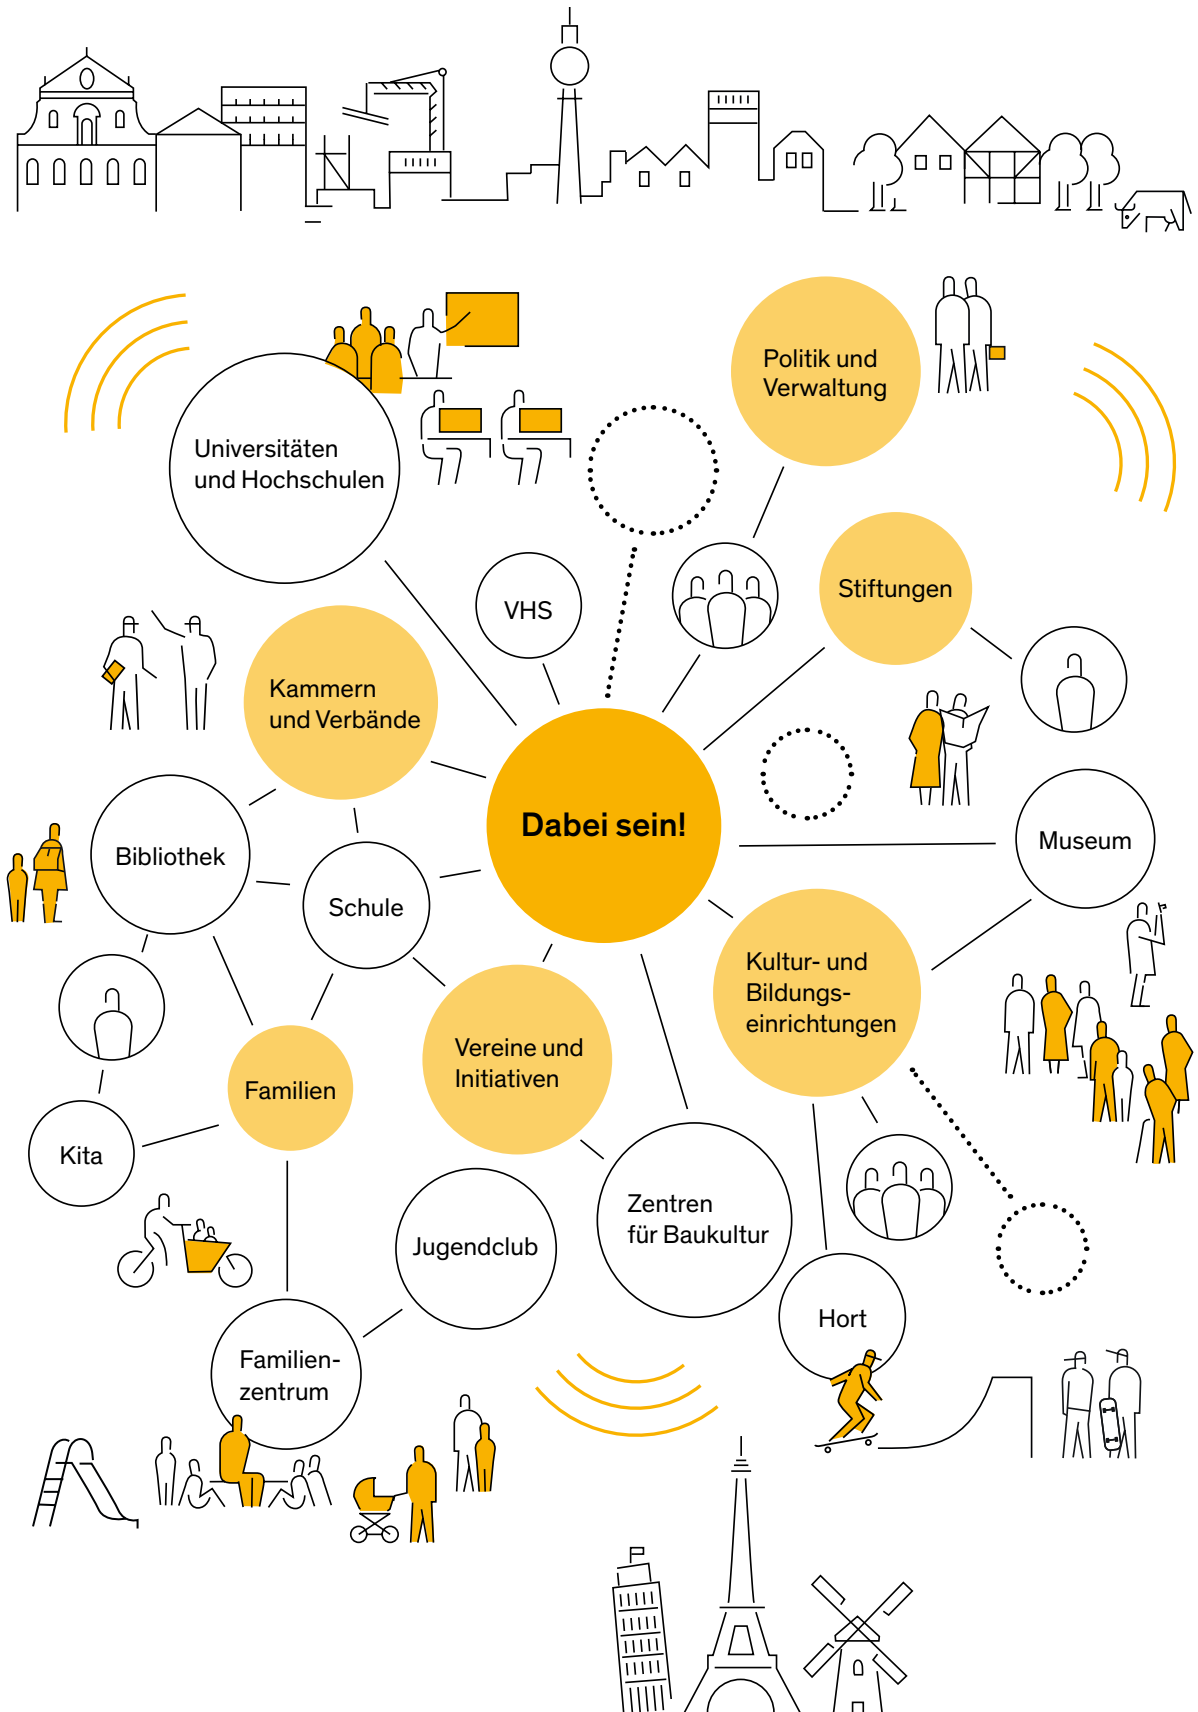 Politik und
Verwaltung
Universitäten
und Hochschulen
Stiftungen
VHS
Kammern
und Verbände
Dabei sein!
Museum
Bibliothek
Schule
Kultur- und
Bildungs-
einrichtungen
Vereine und
Initiativen
Familien
Kita
Zentren
für Baukultur
Jugendclub
Hort
Familien-
zentrum